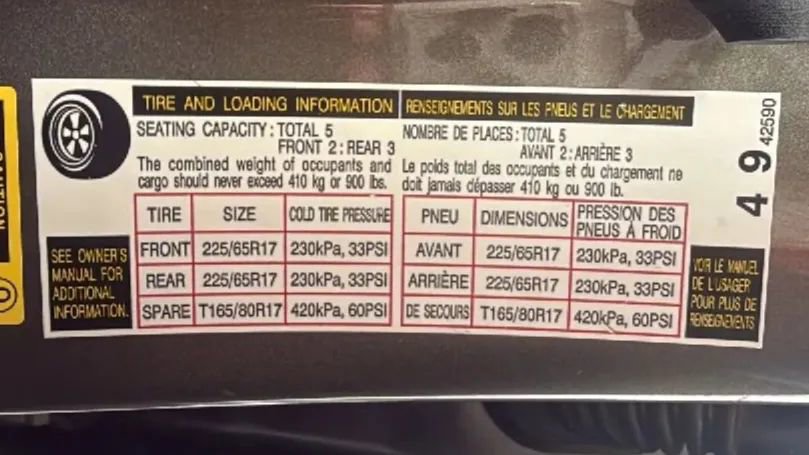 TIRE AND LOADING INFORMATION
SEATING CAPACITY: TOTAL 5
FRONT 2: REAR 3
The combined weight of occupants and
cargo should never exceed 410 kg or 900 lbs.
TIRE SIZE COLD TIRE PRESSURE
FRONT 225/65R17 230kPa, 33PSI
REAR 225/65R17 230kPa, 33PSI
SPARE T165/80R17 420kPa, 60PSI
SEE OWNER'S
MANUAL FOR
ADDITIONAL
INFORMATION.
RENSEIGNEMENTS SUR LES PNEUS ET LE CHARGEMENT
NOMBRE DE PLACES: TOTAL 5
AVANT 2: ARRIÈRE 3
Le poids total des occupants et du chargement ne
doit jamais dépasser 410 kg ou 900 lb.
PNEU DIMENSIONS PRESSION DES
PNEUS À FROID
AVANT 225/65R17 230kPa, 33PSI
ARRIÈRE 225/65R17 230kPa, 33PSI
DE SECOURS T165/80R17 420kPa, 60PSI
VOIR LE MANUEL
DE L'USAGER
POUR PLUS DE
RENSEIGNEMENTS
4 9 42590